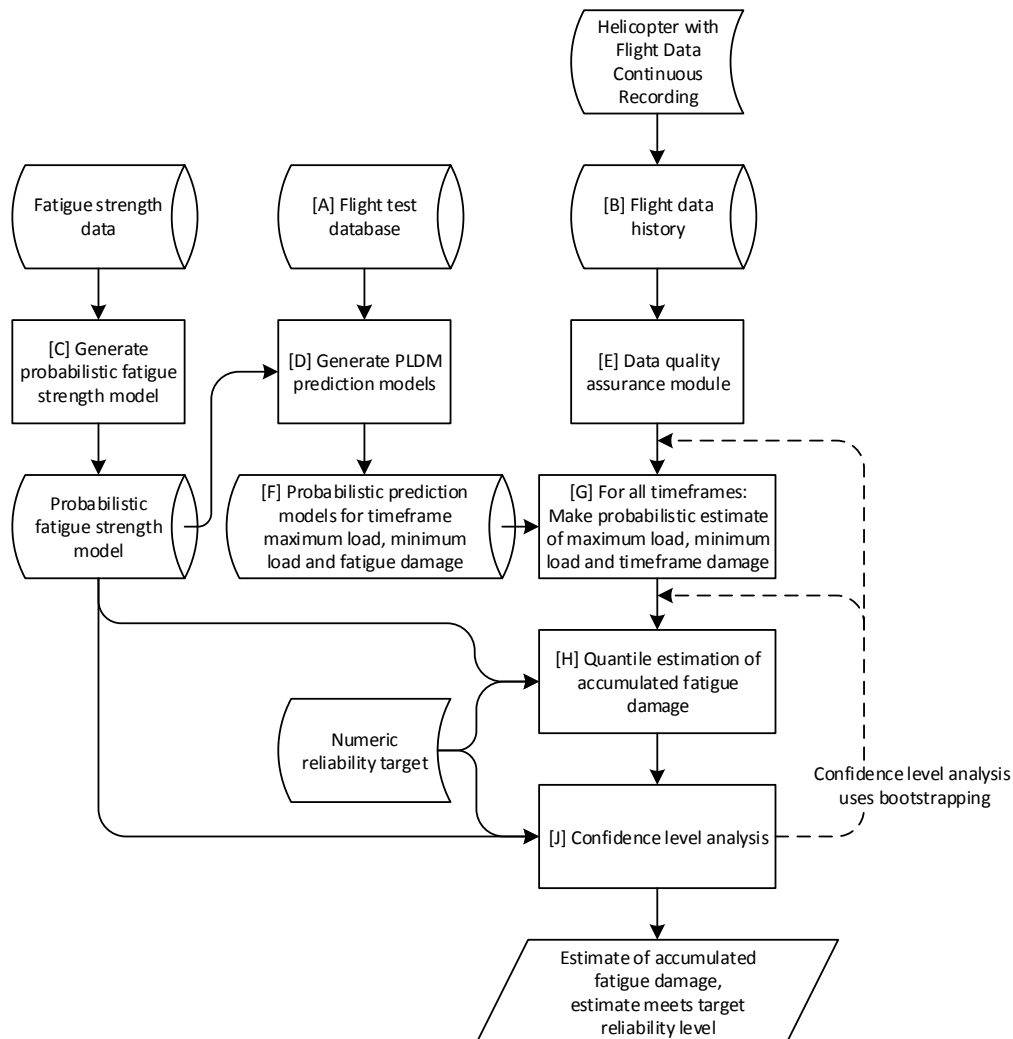 Helicopter with
Flight Data
Continuous
Recording
Fatigue strength
data
[A] Flight test
database
[B] Flight data
history
[C] Generate
probabilistic fatigue
strength model
[D] Generate PLDM
prediction models
[E] Data quality
assurance module
Probabilistic
fatigue strength
model
[F] Probabilistic prediction
models for timeframe
maximum load, minimum
load and fatigue damage
[G] For all timeframes:
Make probabilistic estimate
of maximum load, minimum
load and timeframe damage
[H] Quantile estimation of
accumulated fatigue
damage
Numeric
reliability target
Confidence level analysis
uses bootstrapping
[J] Confidence level analysis
Estimate of accumulated
fatigue damage,
estimate meets target
reliability level